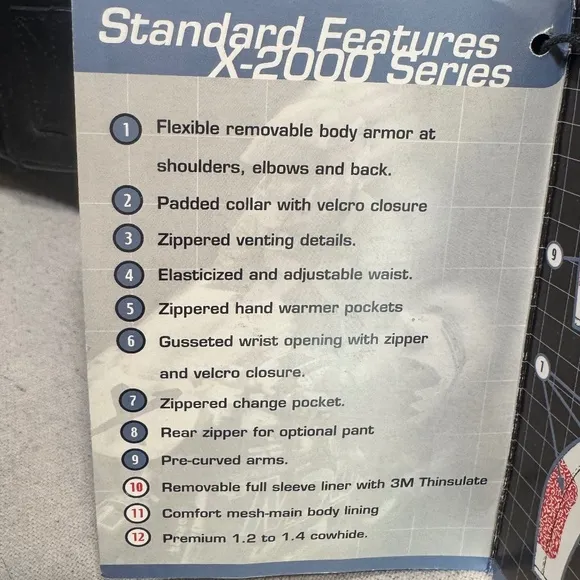 Standard Features
X-2000 Series
1 Flexible removable body armor at
shoulders, elbows and back.
2 Padded collar with velcro closure
3 Zippered venting details.
4 Elasticized and adjustable waist.
5 Zippered hand warmer pockets
6 Gusseted wrist opening with zipper
and velcro closure.
7 Zippered change pocket.
8 Rear zipper for optional pant
9 Pre-curved arms.
10 Removable full sleeve liner with 3M Thinsulate
11 Comfort mesh-main body lining
12 Premium 1.2 to 1.4 cowhide.
9
1